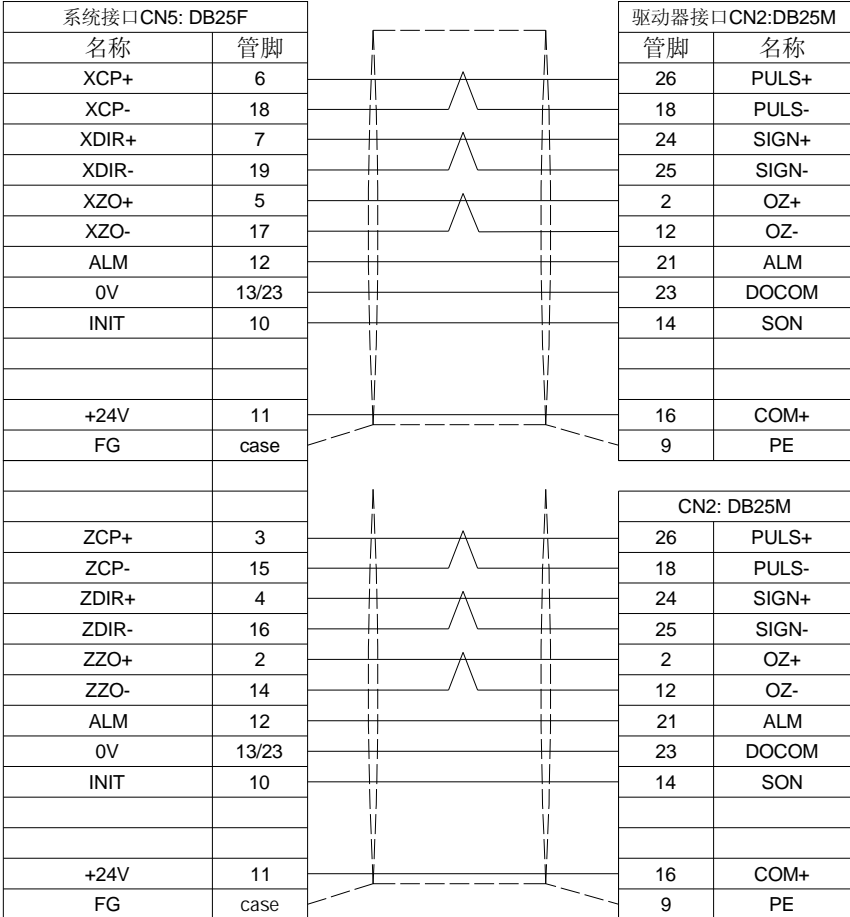 系统接口CN5: DB25F 驱动器接口CN2:DB25M
名称 管脚 管脚 名称
XCP+ 6 26 PULS+
XCP- 18 18 PULS-
XDIR+ 7 24 SIGN+
XDIR- 19 25 SIGN-
XZO+ 5 2 OZ+
XZO- 17 12 OZ-
ALM 12 21 ALM
0V 13/23 23 DOCOM
INIT 10 14 SON
+24V 11 16 COM+
FG case 9 PE
CN2: DB25M
ZCP+ 3 26 PULS+
ZCP- 15 18 PULS-
ZDIR+ 4 24 SIGN+
ZDIR- 16 25 SIGN-
ZZO+ 2 2 OZ+
ZZO- 14 12 OZ-
ALM 12 21 ALM
0V 13/23 23 DOCOM
INIT 10 14 SON
+24V 11 16 COM+
FG case 9 PE